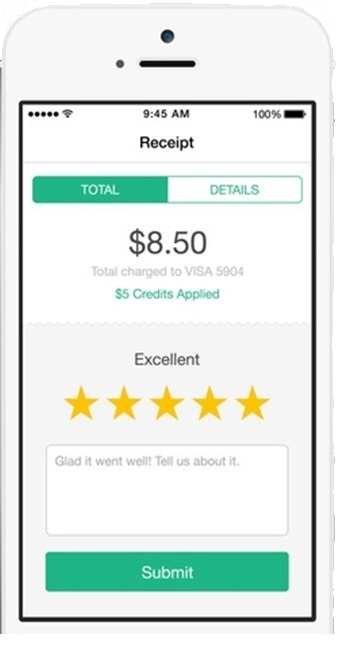 9:45 AM 100%
Receipt
TOTAL DETAILS
$8.50
Total charged to VISA 5904
$5 Credits Applied
Excellent
Glad it went well! Tell us about it.
Submit